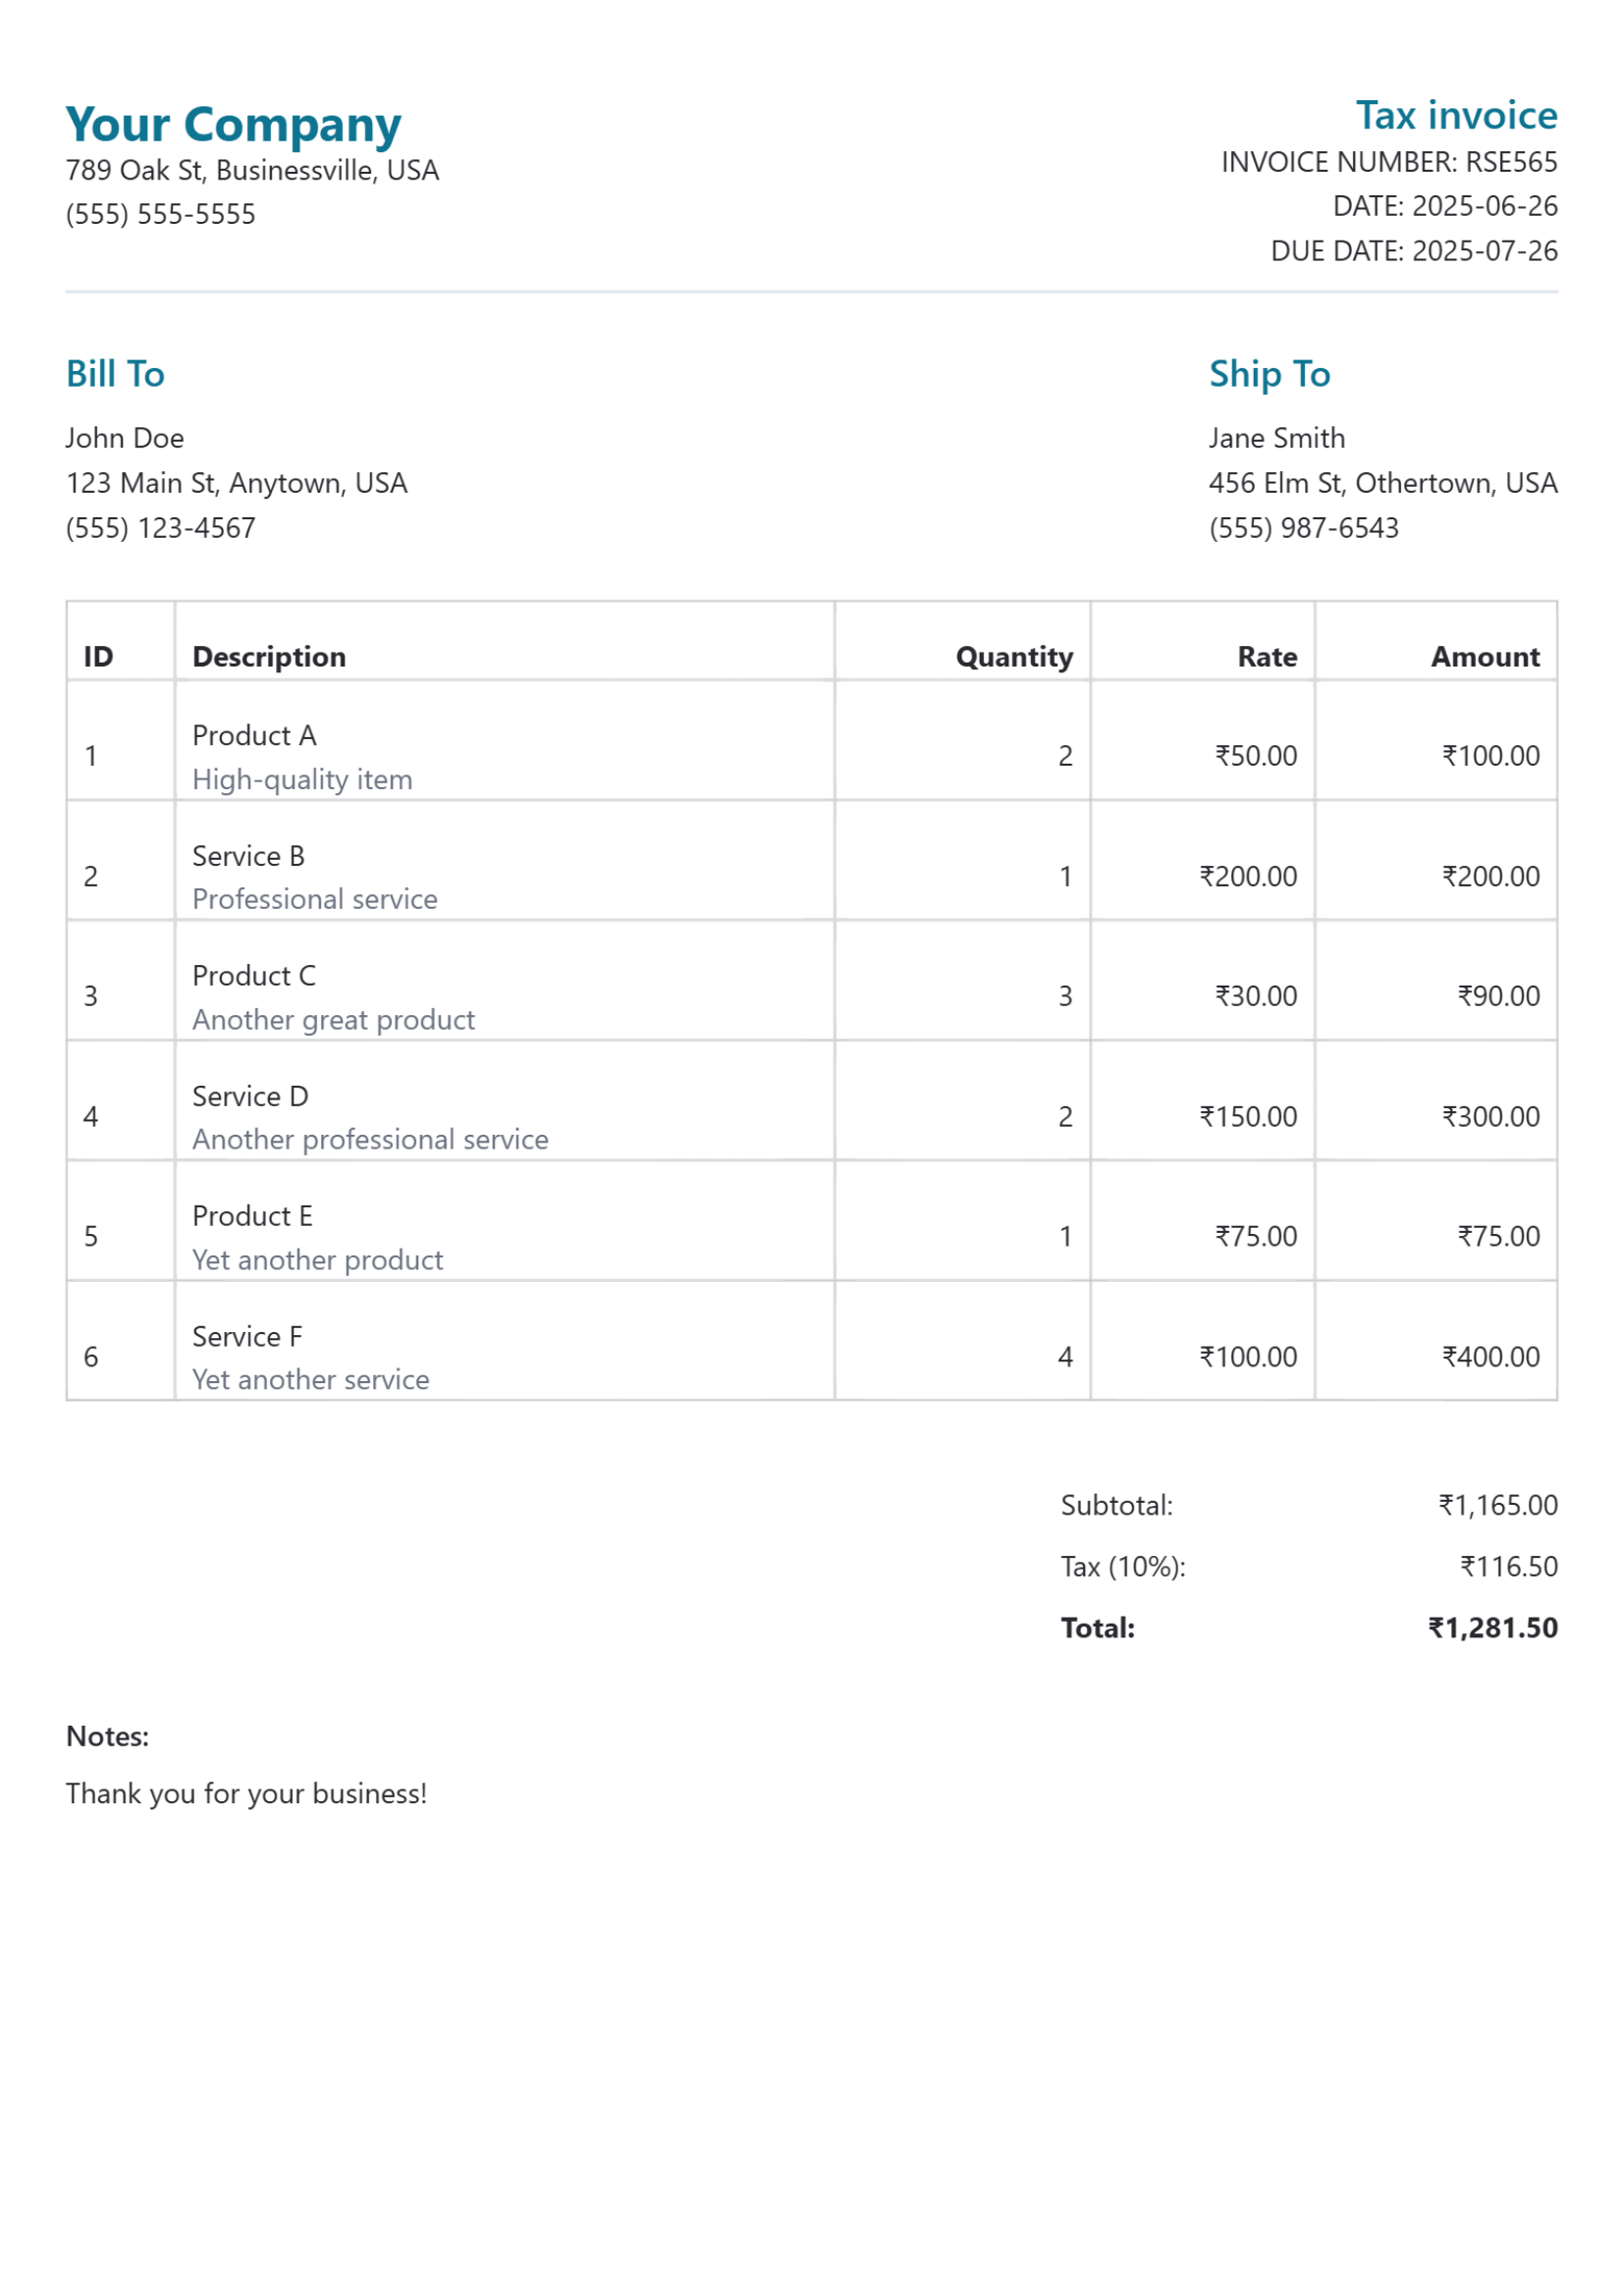 Your Company
789 Oak St, Businessville, USA
(555) 555-5555
Tax invoice
INVOICE NUMBER: RSE565
DATE: 2025-06-26
DUE DATE: 2025-07-26
Bill To
John Doe
123 Main St, Anytown, USA
(555) 123-4567
Ship To
Jane Smith
456 Elm St, Othertown, USA
(555) 987-6543
ID Description Quantity Rate Amount
1 Product A 2 ₹50.00 ₹100.00
High-quality item
2 Service B 1 ₹200.00 ₹200.00
Professional service
3 Product C 3 ₹30.00 ₹90.00
Another great product
4 Service D 2 ₹150.00 ₹300.00
Another professional service
5 Product E 1 ₹75.00 ₹75.00
Yet another product
6 Service F 4 ₹100.00 ₹400.00
Yet another service
Subtotal: ₹1,165.00
Tax (10%): ₹116.50
Total: ₹1,281.50
Notes:
Thank you for your business!